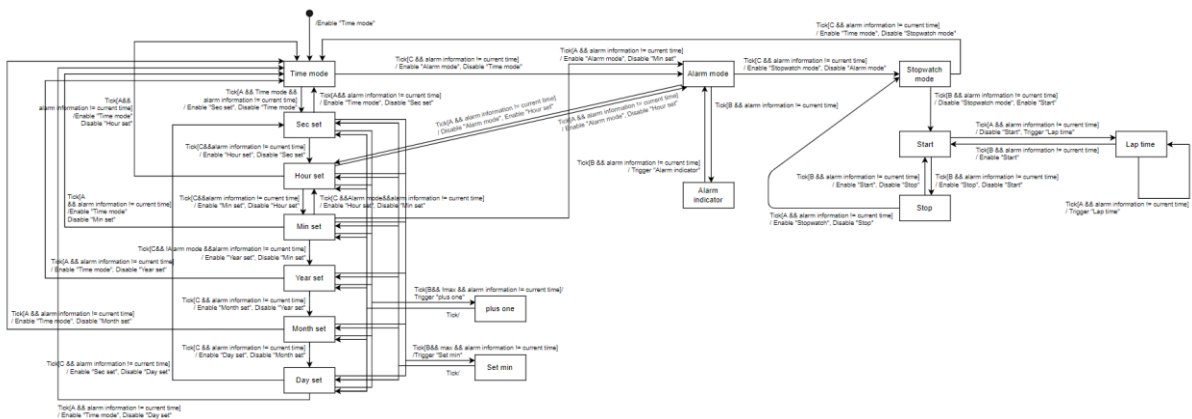 /Enable "Time mode"
Tick[C && alarm information != current time]
/ Enable "Time mode", Disable "Stopwatch mode"
Tick[C && alarm information != current time]
/ Enable "Alarm mode", Disable "Time mode"
Tick[A && alarm information != current time]
/ Enable "Alarm mode", Disable "Min set"
Tick[C && alarm information != current time]
/ Enable "Stopwatch mode", Disable "Alarm mode"
Time mode
Alarm mode
Stopwatch
mode
Tick[A && Time mode &&
alarm information != current time]
/ Enable "Sec set", Disable "Time mode"
Tick[A&& alarm information != current time]
/ Enable "Time mode", Disable "Sec set"
Tick[A&&
alarm information != current time]
/Enable "Time mode"
Disable "Hour set"
Tick[A && alarm information != current time]
/ Disable "Alarm mode", Enable "Hour set"
Tick[A && alarm information != current time]
/ Enable "Alarm mode", Disable "Hour set"
Tick[B && alarm information != current time]
Tick[B && alarm information != current time]
/ Disable "Stopwatch mode", Enable "Start"
Sec set
Tick[A && alarm information != current time]
/ Disable "Start", Trigger "Lap time"
Start
Lap time
Tick[B && alarm information != current time]
/ Enable "Start"
Tick[C&&alarm information != current time]
/ Enable "Hour set", Disable "Sec set"
Hour set
Tick[B && alarm information != current time]
/ Trigger "Alarm indicator"
Tick[B && alarm information != current time]
/ Enable "Start", Disable "Stop"
Tick[B && alarm information != current time]
/ Enable "Stop", Disable "Start"
Tick[A
&& alarm information != current time]
/Enable "Time mode"
Disable "Min set"
Tick[C&&alarm information != current time]
/ Enable "Min set", Disable "Hour set"
Tick[C &&Alarm mode&&alarm information != current time]
/ Enable "Hour set", Disable "Min set"
Alarm
indicator
Stop
Tick[A && alarm information != current time]
/ Enable "Stopwatch", Disable "Stop"
Tick[A && alarm information != current time]
/ Trigger "Lap time"
Min set
Tick[C&& !Alarm mode &&alarm information != current time]
/ Enable "Year set", Disable "Min set"
Tick[A && alarm information != current time]
/ Enable "Time mode", Disable "Year set"
Year set
Tick[B&& !max && alarm information != current time]/
Trigger "plus one"
plus one
Tick/
Tick[C && alarm information != current time]
/ Enable "Month set", Disable "Year set"
Tick[A && alarm information != current time]
/ Enable "Time mode", Disable "Month set"
Month set
Tick[C && alarm information != current time]
/ Enable "Day set", Disable "Month set"
Tick[B&& max && alarm information != current time]
/Trigger "Set min"
Set min
Tick/
Tick[C && alarm information != current time]
/ Enable "Sec set", Disable "Day set"
Day set
Tick[A && alarm information != current time]
/ Enable "Time mode", Disable "Day set"